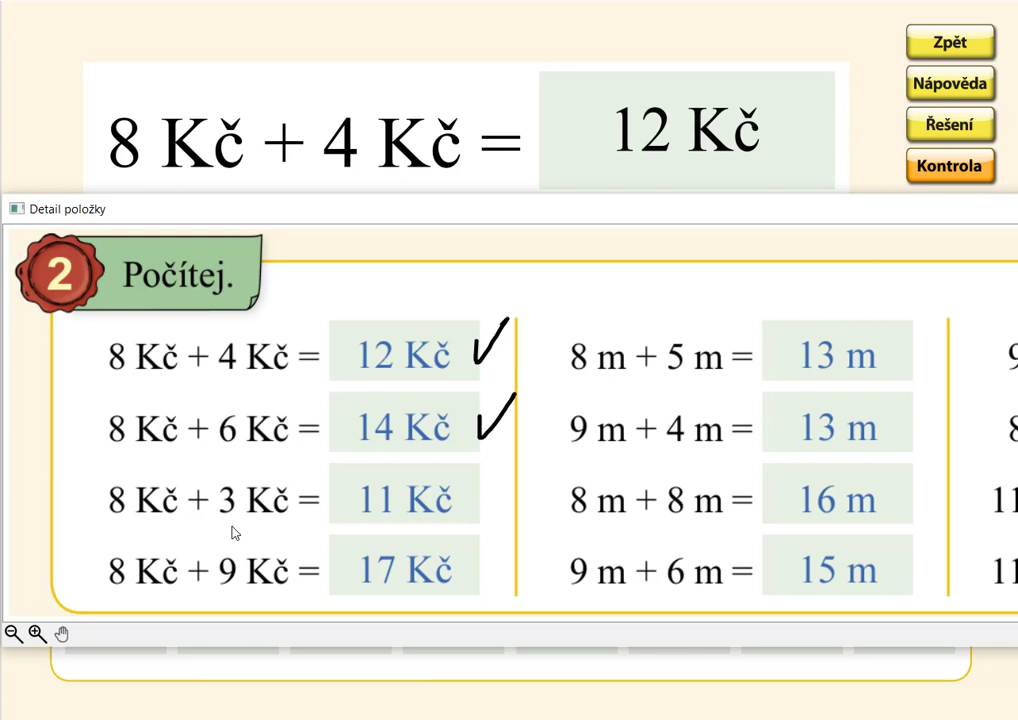 Zpět
8 Kč + 4 Kč = 12 Kč
Nápověda
Řešení
Kontrola
Detail položky
2 Počítej.
8 Kč + 4 Kč = 12 Kč
8 Kč + 6 Kč = 14 Kč
8 Kč + 3 Kč = 11 Kč
8 Kč + 9 Kč = 17 Kč
8 m + 5 m = 13 m
9 m + 4 m = 13 m
8 m + 8 m = 16 m
9 m + 6 m = 15 m
11
11